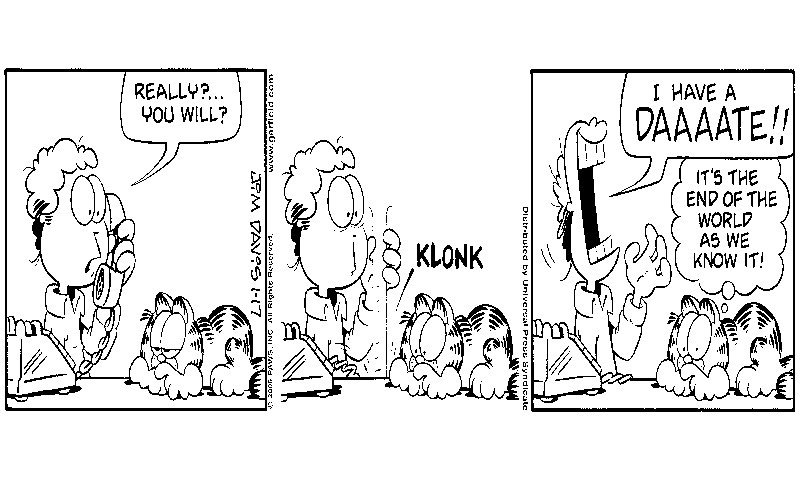 REALLY?...
YOU WILL?
www.garfield.com
JIM DAVIS 1-17
© 2005 PAWS, INC. All Rights Reserved.
KLONK
Distributed by Universal Press Syndicate
I HAVE A
DAAAATE!!
IT'S THE
END OF THE
WORLD
AS WE
KNOW IT!